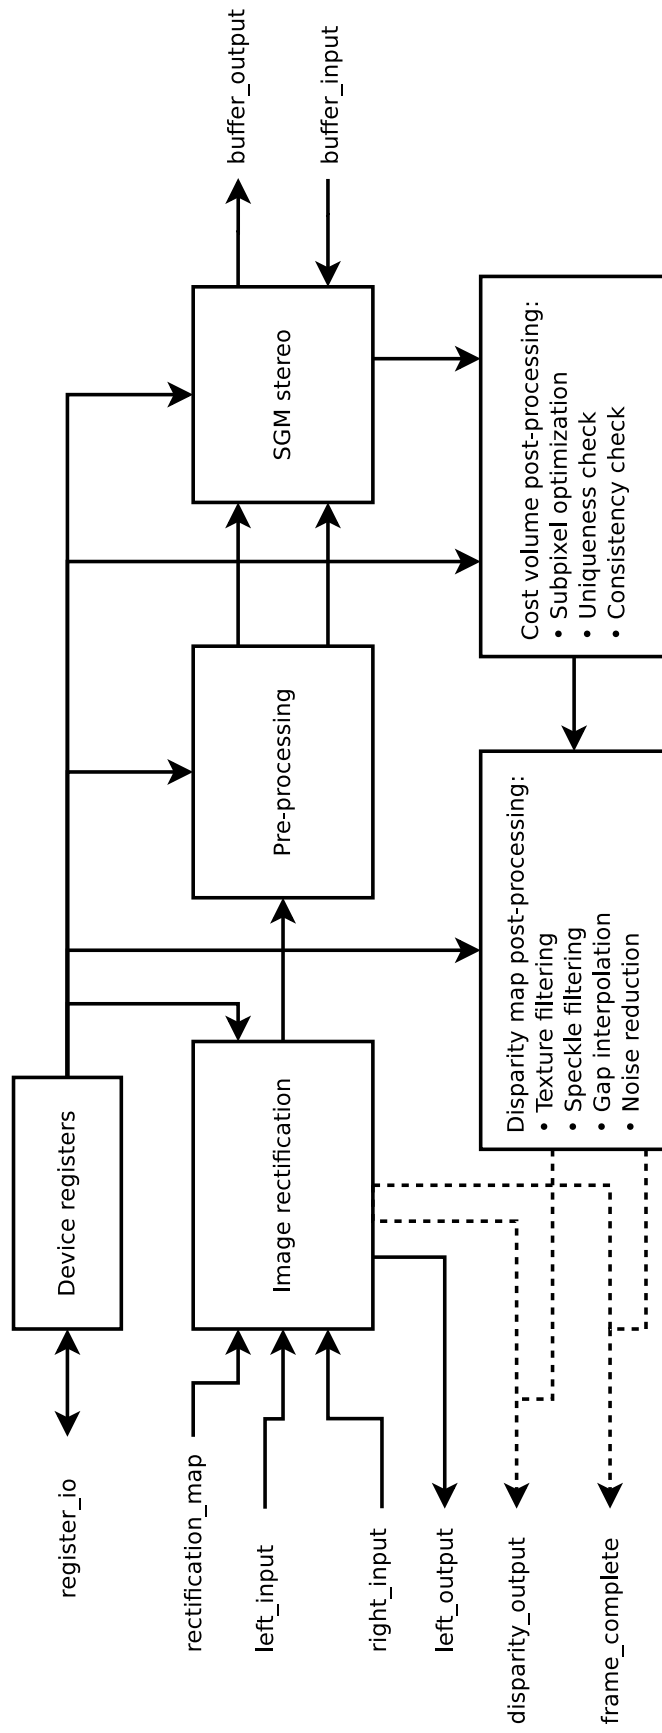 register_io
Device registers
rectification_map
left_input
right_input
left_output
disparity_output
frame_complete
Image rectification
Pre-processing
SGM stereo
buffer_output
buffer_input
Disparity map post-processing:
• Texture filtering
• Speckle filtering
• Gap interpolation
• Noise reduction
Cost volume post-processing:
• Subpixel optimization
• Uniqueness check
• Consistency check